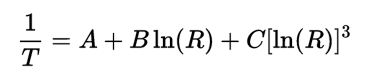 1/T = A + B ln(R) + C[ln(R)]³